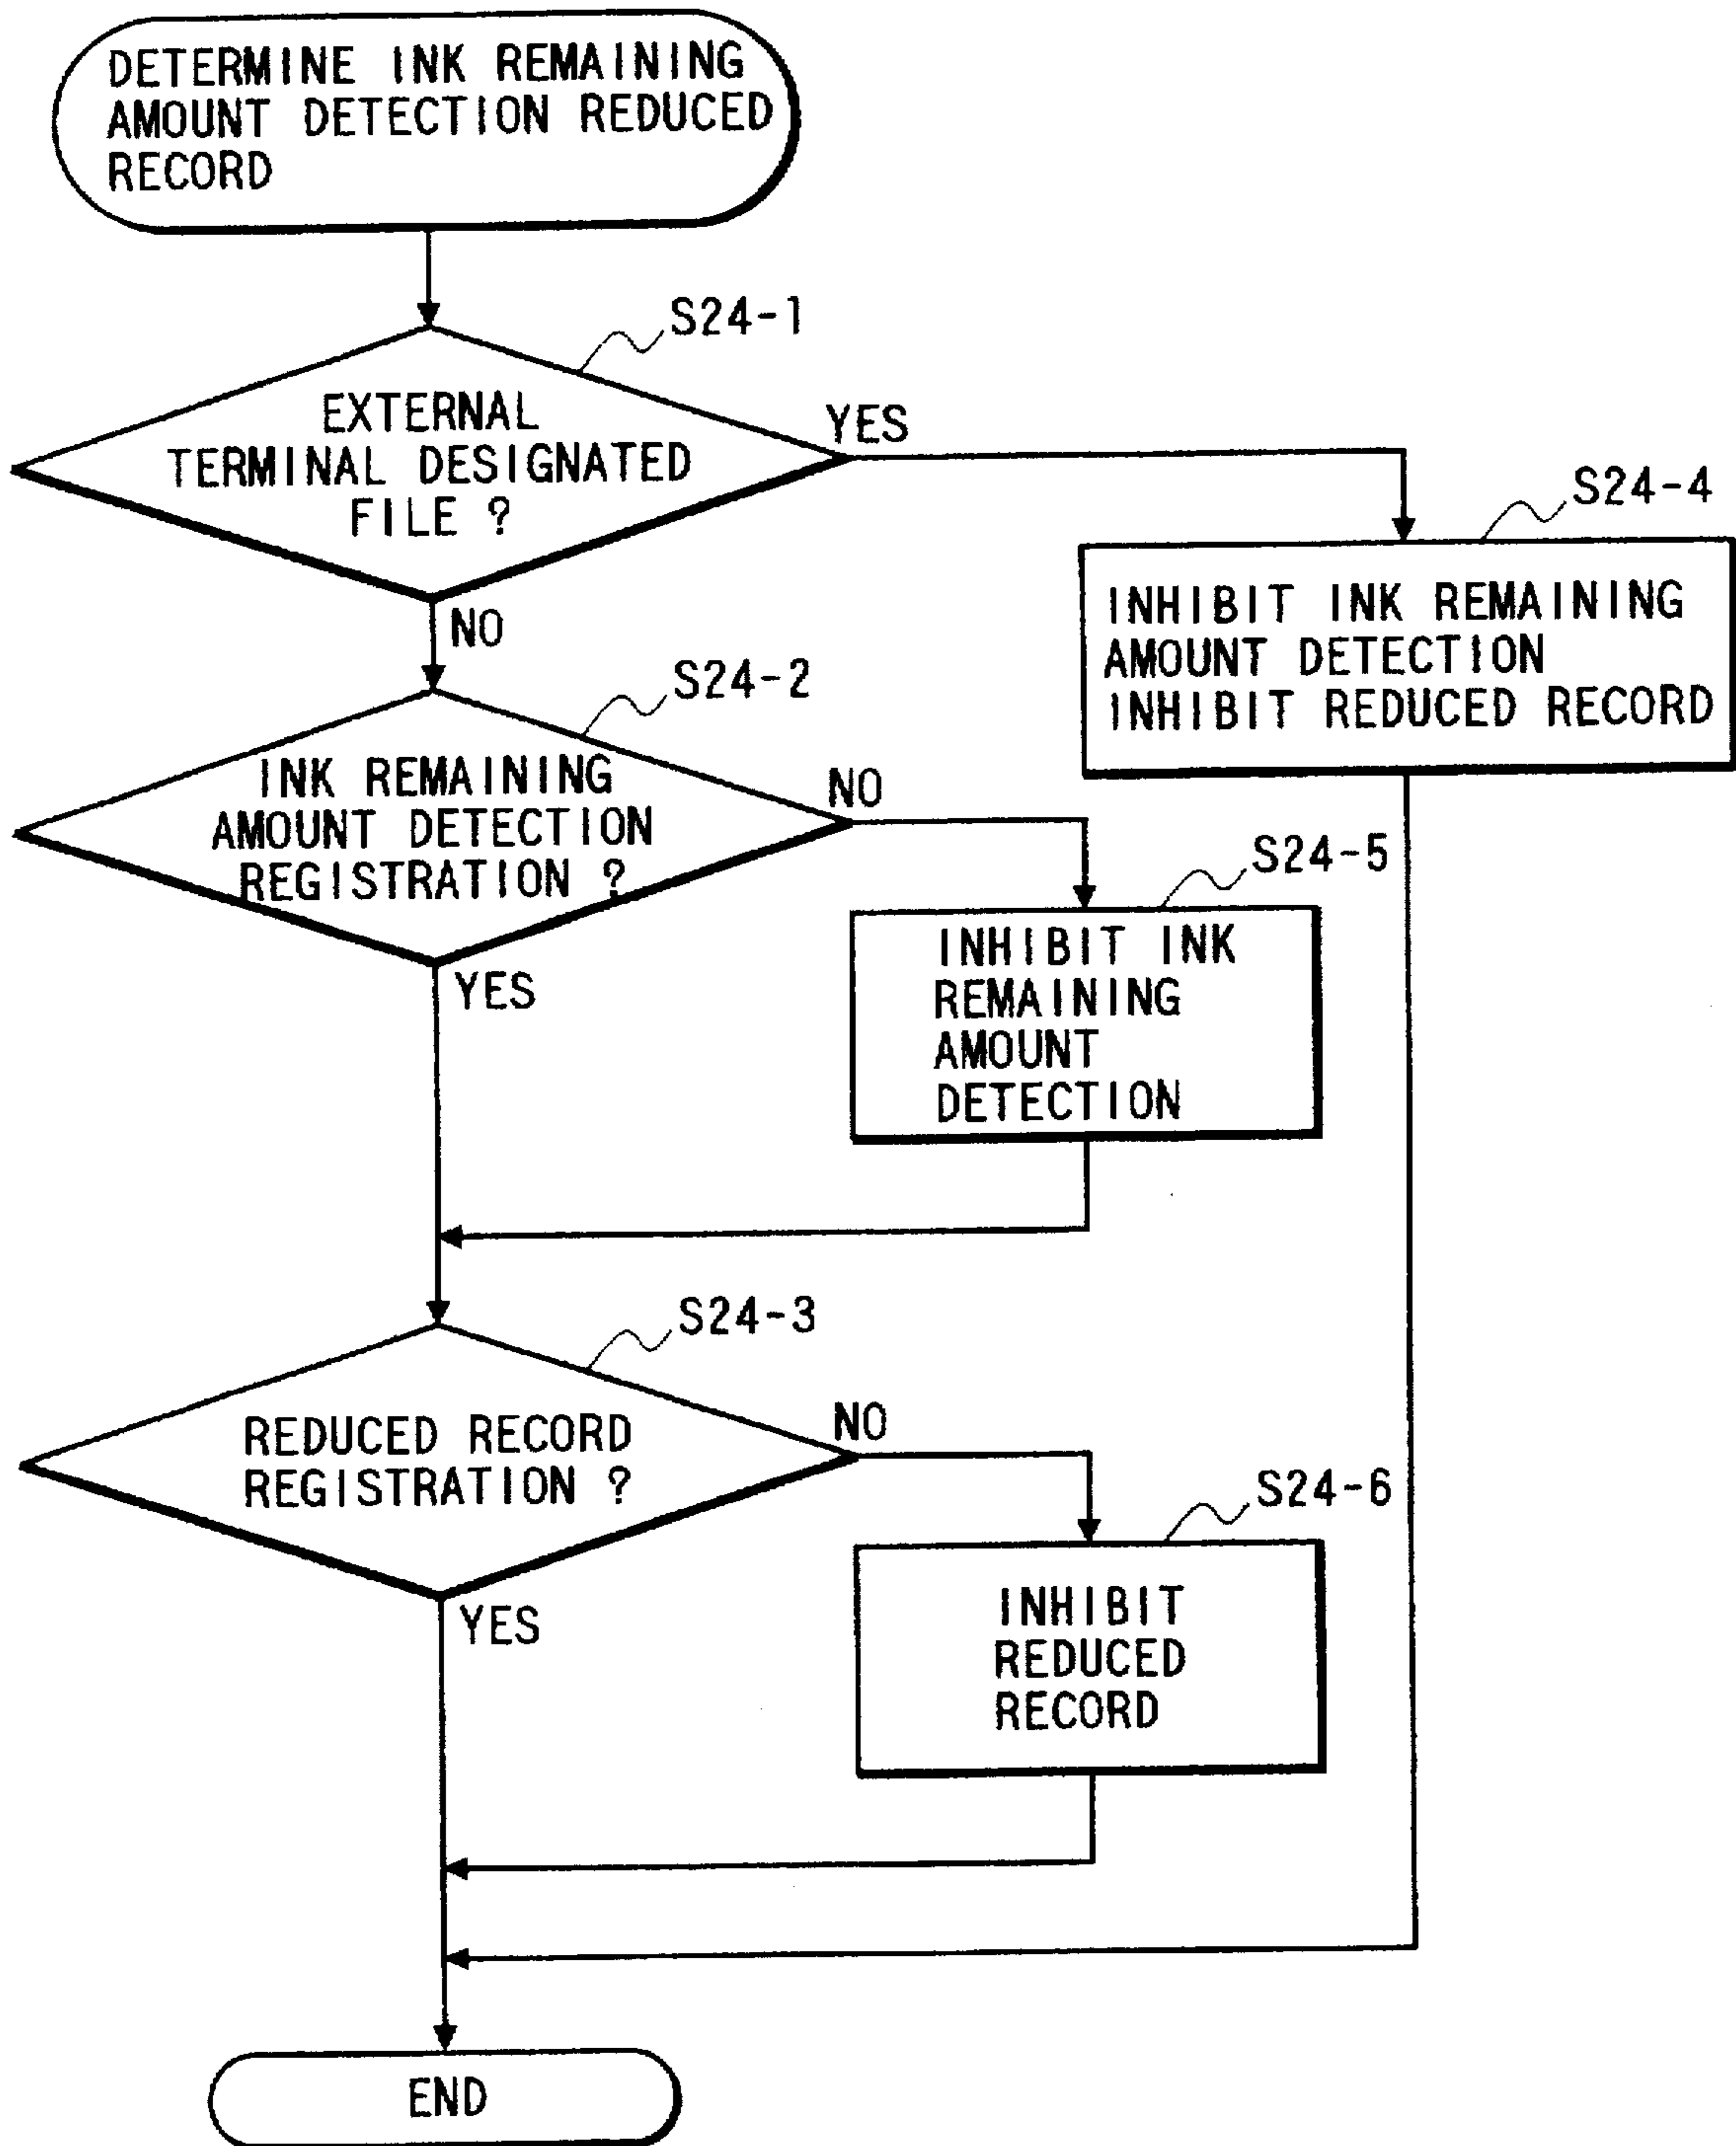 DETERMINE INK REMAINING
AMOUNT DETECTION REDUCED
RECORD
S24-1
EXTERNAL
TERMINAL DESIGNATED
FILE ?
YES
NO
S24-4
INHIBIT INK REMAINING
AMOUNT DETECTION
INHIBIT REDUCED RECORD
S24-2
INK REMAINING
AMOUNT DETECTION
REGISTRATION ?
NO
YES
S24-5
INHIBIT INK
REMAINING
AMOUNT
DETECTION
S24-3
REDUCED RECORD
REGISTRATION ?
NO
YES
S24-6
INHIBIT
REDUCED
RECORD
END